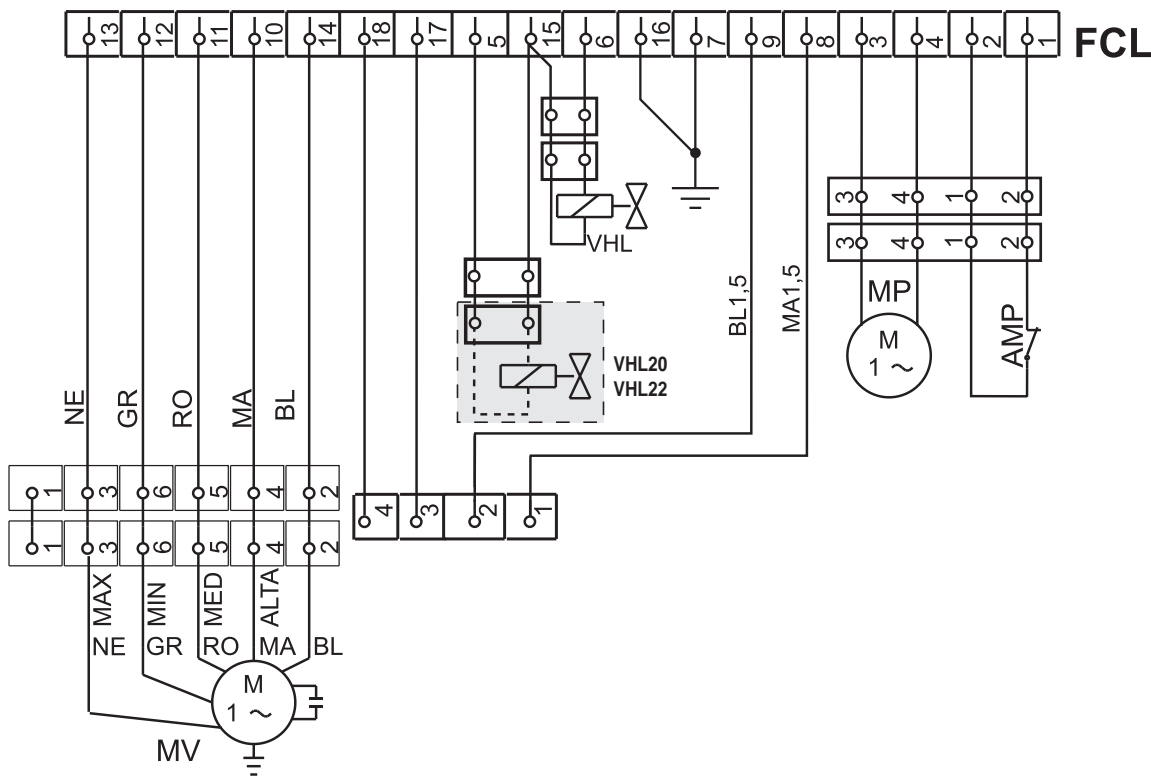 13 12 11 10 14 18 17 5 15 6 16 7 9 8 3 4 2 1 FCL
3 4 1 2
VHL
3 4 1 2
BL1,5 MA1,5
MP
M
1 ~
AMP
VHL20
VHL22
NE GR RO MA BL
1 3 6 5 4 2
4 3 2 1
1 3 6 5 4 2
MAX MIN MED ALTA
NE GR RO MA BL
M
1 ~
MV